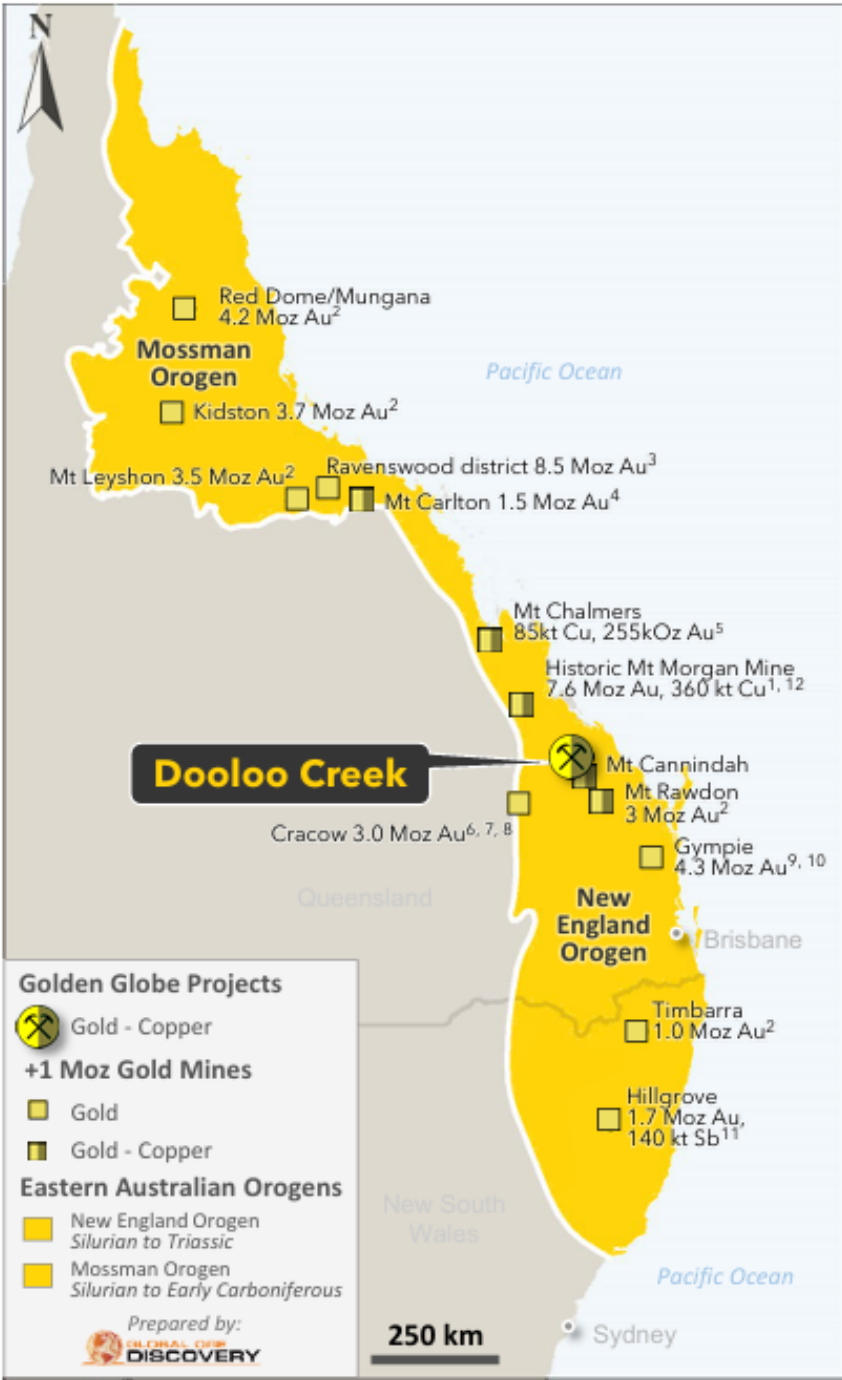 N
Red Dome/Mungana
4.2 Moz Au²
Mossman
Orogen
Pacific Ocean
Kidston 3.7 Moz Au²
Ravenswood district 8.5 Moz Au³
Mt Leyshon 3.5 Moz Au²
Mt Carlton 1.5 Moz Au⁴
Mt Chalmers
85kt Cu, 255kOz Au⁵
Historic Mt Morgan Mine
7.6 Moz Au, 360 kt Cu¹, ¹²
Dooloo Creek
Mt Cannindah
Mt Rawdon
3 Moz Au²
Cracow 3.0 Moz Au⁶, ⁷, ⁸
Gympie
4.3 Moz Au⁹, ¹⁰
Queensland
New
England
Orogen
Brisbane
Timbarra
1.0 Moz Au²
Hillgrove
1.7 Moz Au,
140 kt Sb¹¹
New South
Wales
Pacific Ocean
Sydney
250 km
Golden Globe Projects
Gold - Copper
+1 Moz Gold Mines
Gold
Gold - Copper
Eastern Australian Orogens
New England Orogen
Silurian to Triassic
Mossman Orogen
Silurian to Early Carboniferous
Prepared by:
GLOBAL ORE
DISCOVERY